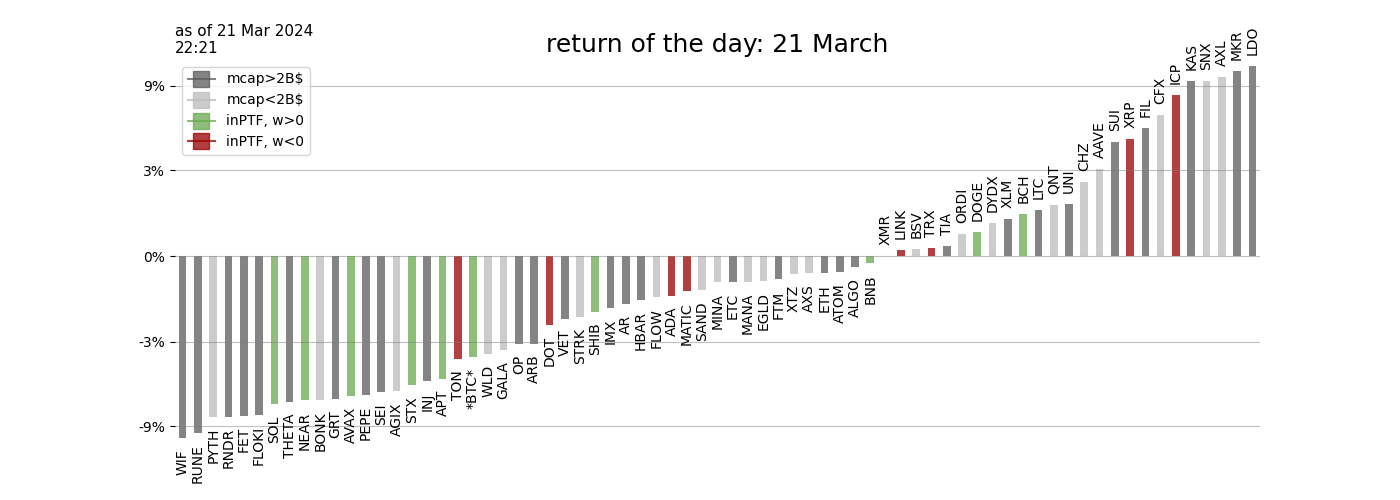 as of 21 Mar 2024
22:21
return of the day: 21 March
mcap>2B$
mcap<2B$
inPTF, w>0
inPTF, w<0
9%
3%
0%
-3%
-9%
WIF
RUNE
PYTH
RNDR
FET
FLOKI
SOL
THETA
NEAR
BONK
GRT
AVAX
PEPE
SEI
AGIX
STX
INJ
APT
TON
*BTC*
WLD
GALA
OP
ARB
DOT
VET
STRK
SHIB
IMX
AR
HBAR
FLOW
ADA
MATIC
SAND
MINA
ETC
MANA
EGLD
FTM
XTZ
AXS
ETH
ATOM
ALGO
BNB
XMR
LINK
BSV
TRX
TIA
ORDI
DOGE
DYDX
XLM
BCH
LTC
QNT
UNI
CHZ
AAVE
SUI
XRP
FIL
CFX
ICP
KAS
SNX
AXL
MKR
LDO